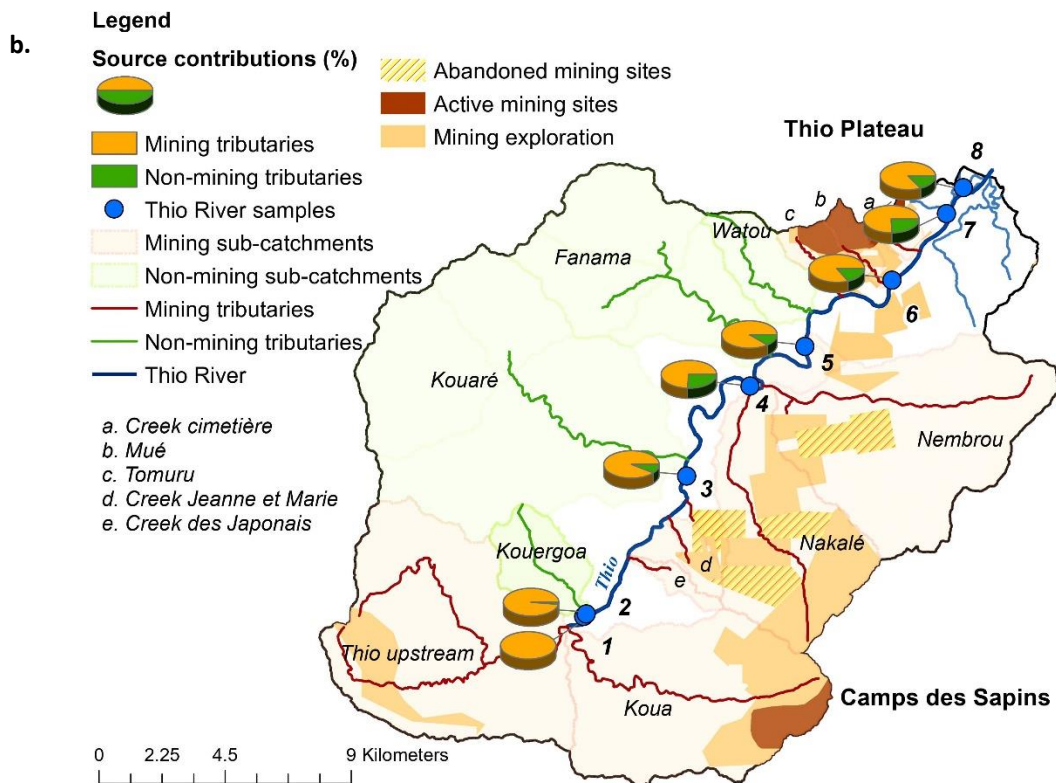 b.
Legend
Source contributions (%)
Mining tributaries
Non-mining tributaries
Thio River samples
Mining sub-catchments
Non-mining sub-catchments
Mining tributaries
Non-mining tributaries
Thio River
Abandoned mining sites
Active mining sites
Mining exploration
a. Creek cimetière
b. Mué
c. Tomuru
d. Creek Jeanne et Marie
e. Creek des Japonais
Thio Plateau
8
b
a
c
7
Watou
Fanama
6
5
Kouaré
4
Nembrou
3
Nakalé
Kouergoa
d
e
Thio
2
1
Thio upstream
Koua
Camps des Sapins
0 2.25 4.5 9 Kilometers